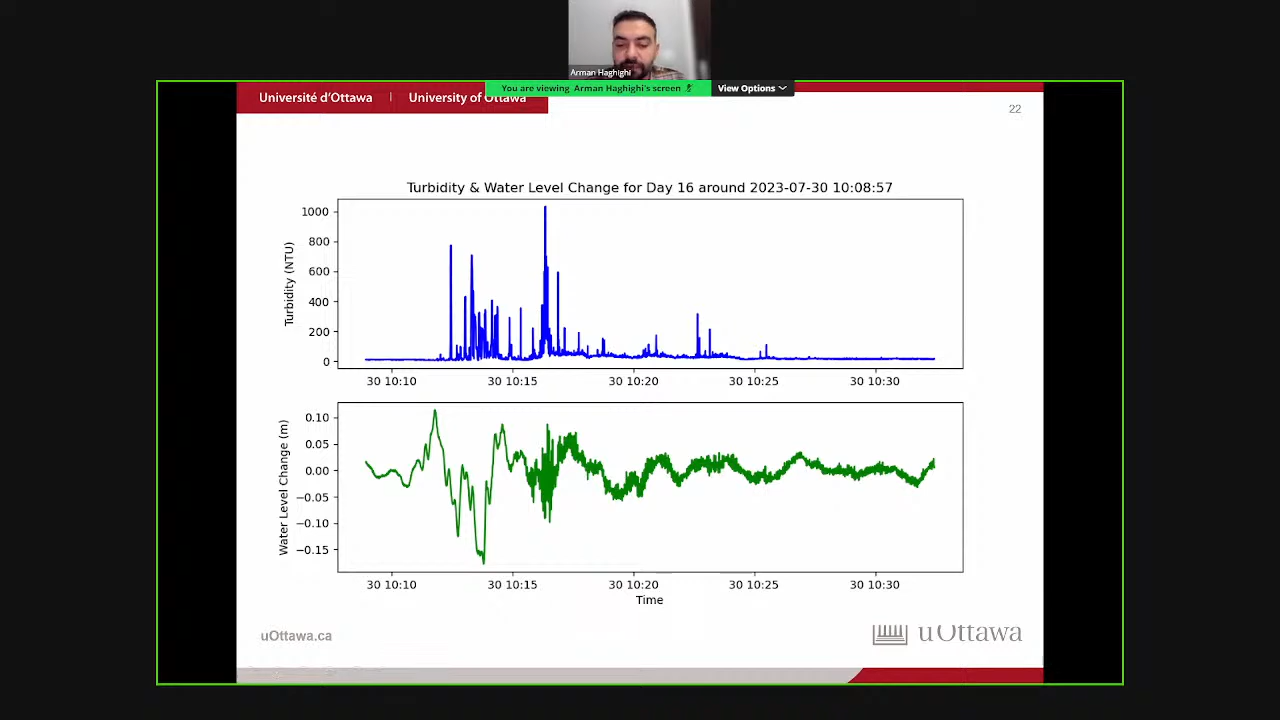 Arman Haghighi
You are viewing Arman Haghighi's screen
View Options
Université d'Ottawa | University of Ottawa
22
Turbidity & Water Level Change for Day 16 around 2023-07-30 10:08:57
Turbidity (NTU)
1000
800
600
400
200
0
30 10:10 30 10:15 30 10:20 30 10:25 30 10:30
Water Level Change (m)
0.10
0.05
0.00
−0.05
−0.10
−0.15
30 10:10 30 10:15 30 10:20 30 10:25 30 10:30
Time
uOttawa.ca
uOttawa